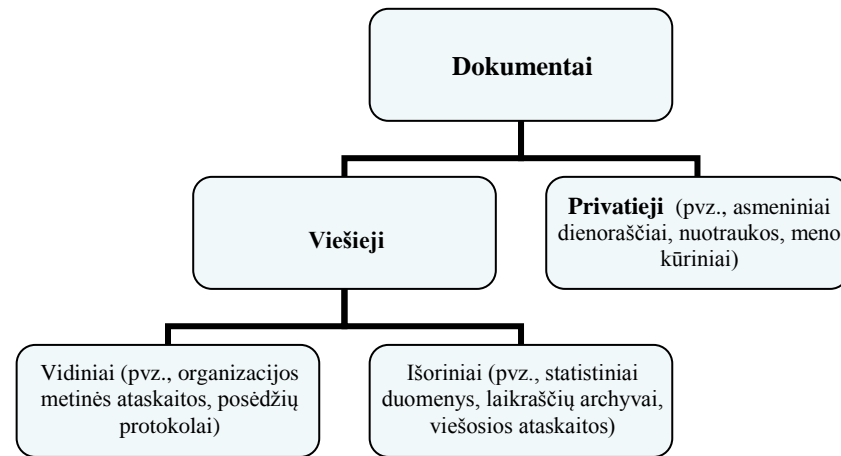 Dokumentai
Viešieji
Privatieji (pvz., asmeniniai
dienoraščiai, nuotraukos, meno
kūriniai)
Vidiniai (pvz., organizacijos
metinės ataskaitos, posėdžių
protokolai)
Išoriniai (pvz., statistiniai
duomenys, laikraščių archyvai,
viešosios ataskaitos)